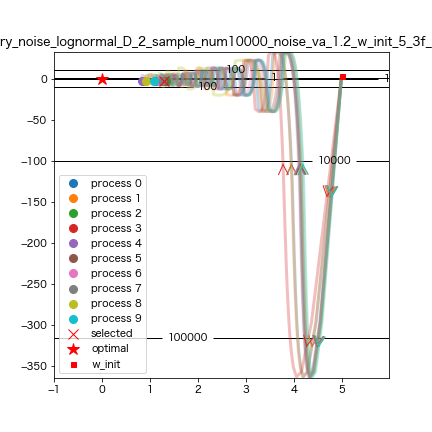 ry_noise_lognormal_D_2_sample_num10000_noise_va_1.2_w_init_5_3f_
0
−50
−100
−150
−200
−250
−300
−350
−1
0
1
2
3
4
5
100
100
1
1
10000
100000
process 0
process 1
process 2
process 3
process 4
process 5
process 6
process 7
process 8
process 9
selected
optimal
w_init